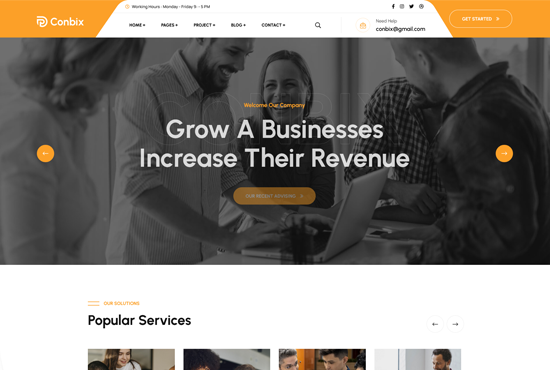 Working Hours - Monday - Friday 9 - 5 PM
Conbix
HOME PAGES PROJECT BLOG CONTACT
Need Help
conbix@gmail.com
GET STARTED
Welcome Our Company
Grow A Businesses
Increase Their Revenue
OUR RECENT
OUR SOLUTIONS
Popular Services